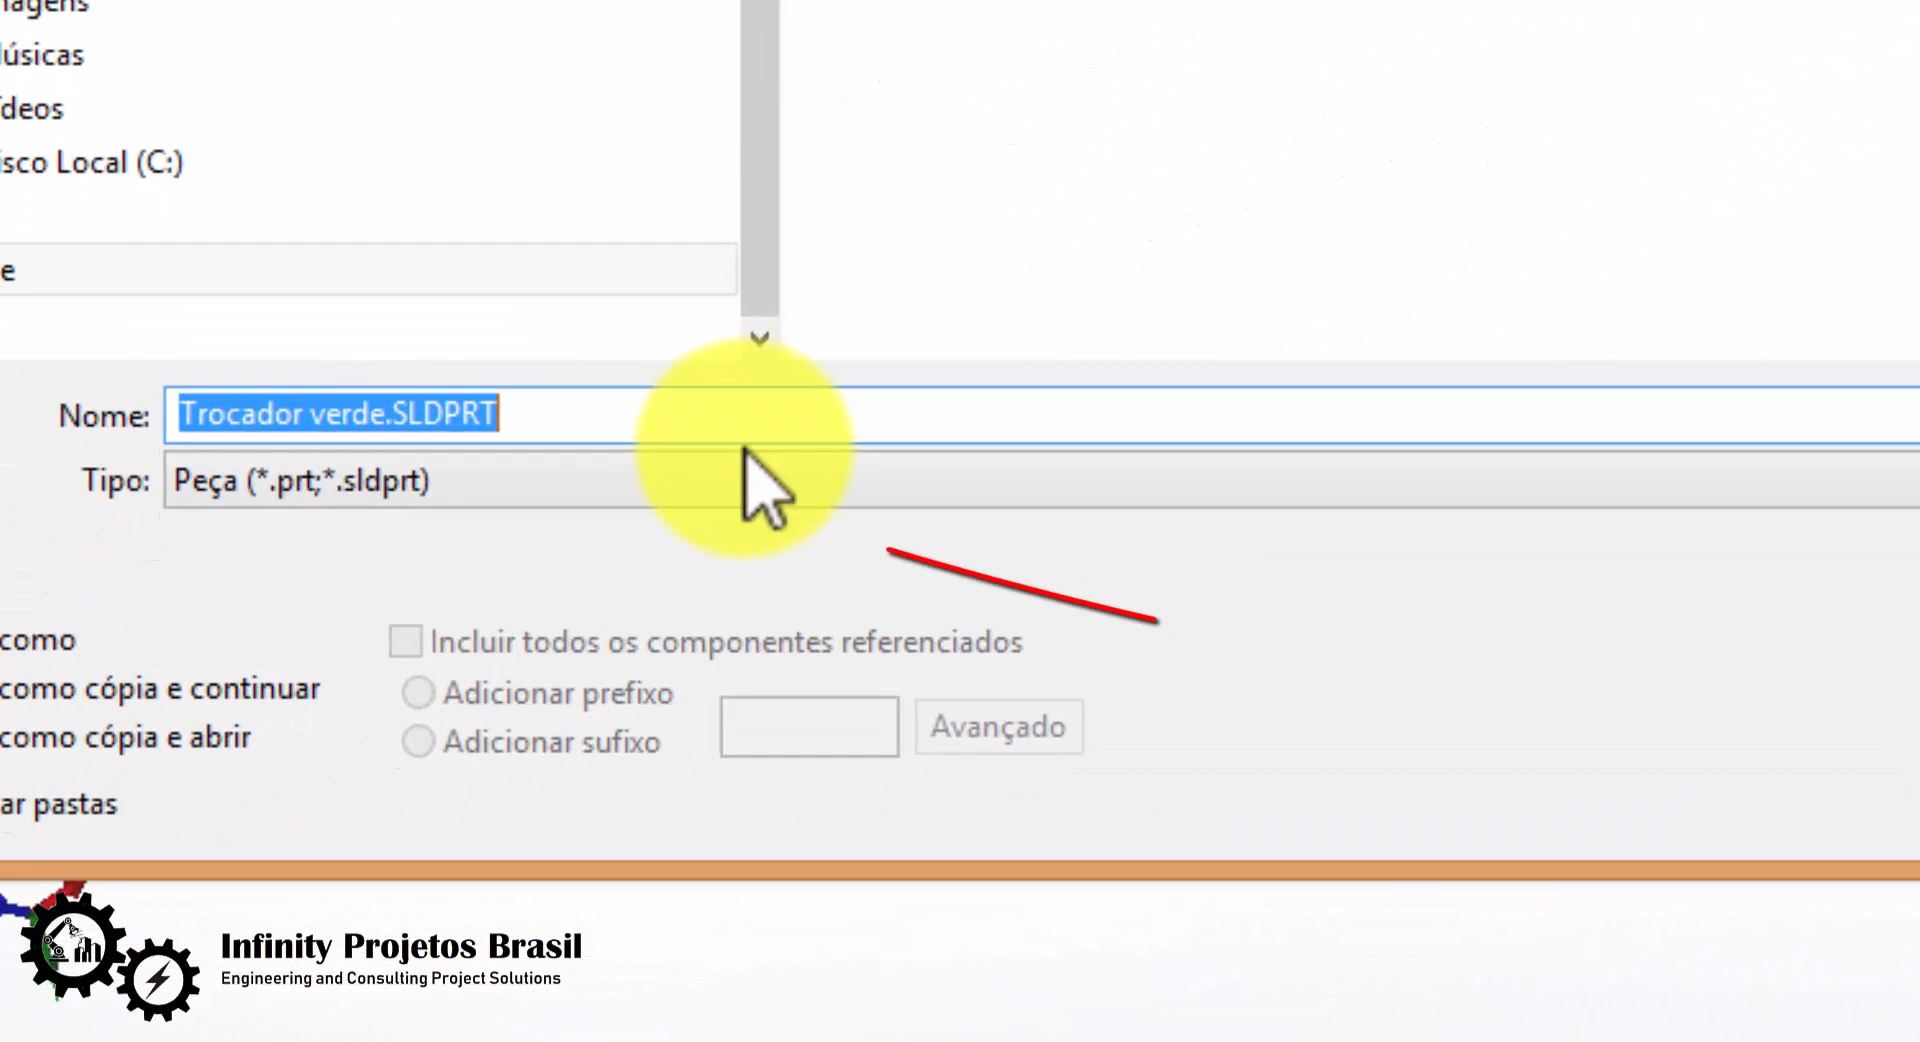 úsicas
ídeos
isco Local (C:)
e
Nome: Trocador verde.SLDPRT
Tipo: Peça (*.prt;*.sldprt)
como
Incluir todos os componentes referenciados
como cópia e continuar
Adicionar prefixo
Avançado
como cópia e abrir
Adicionar sufixo
ar pastas
Infinity Projetos Brasil
Engineering and Consulting Project Solutions